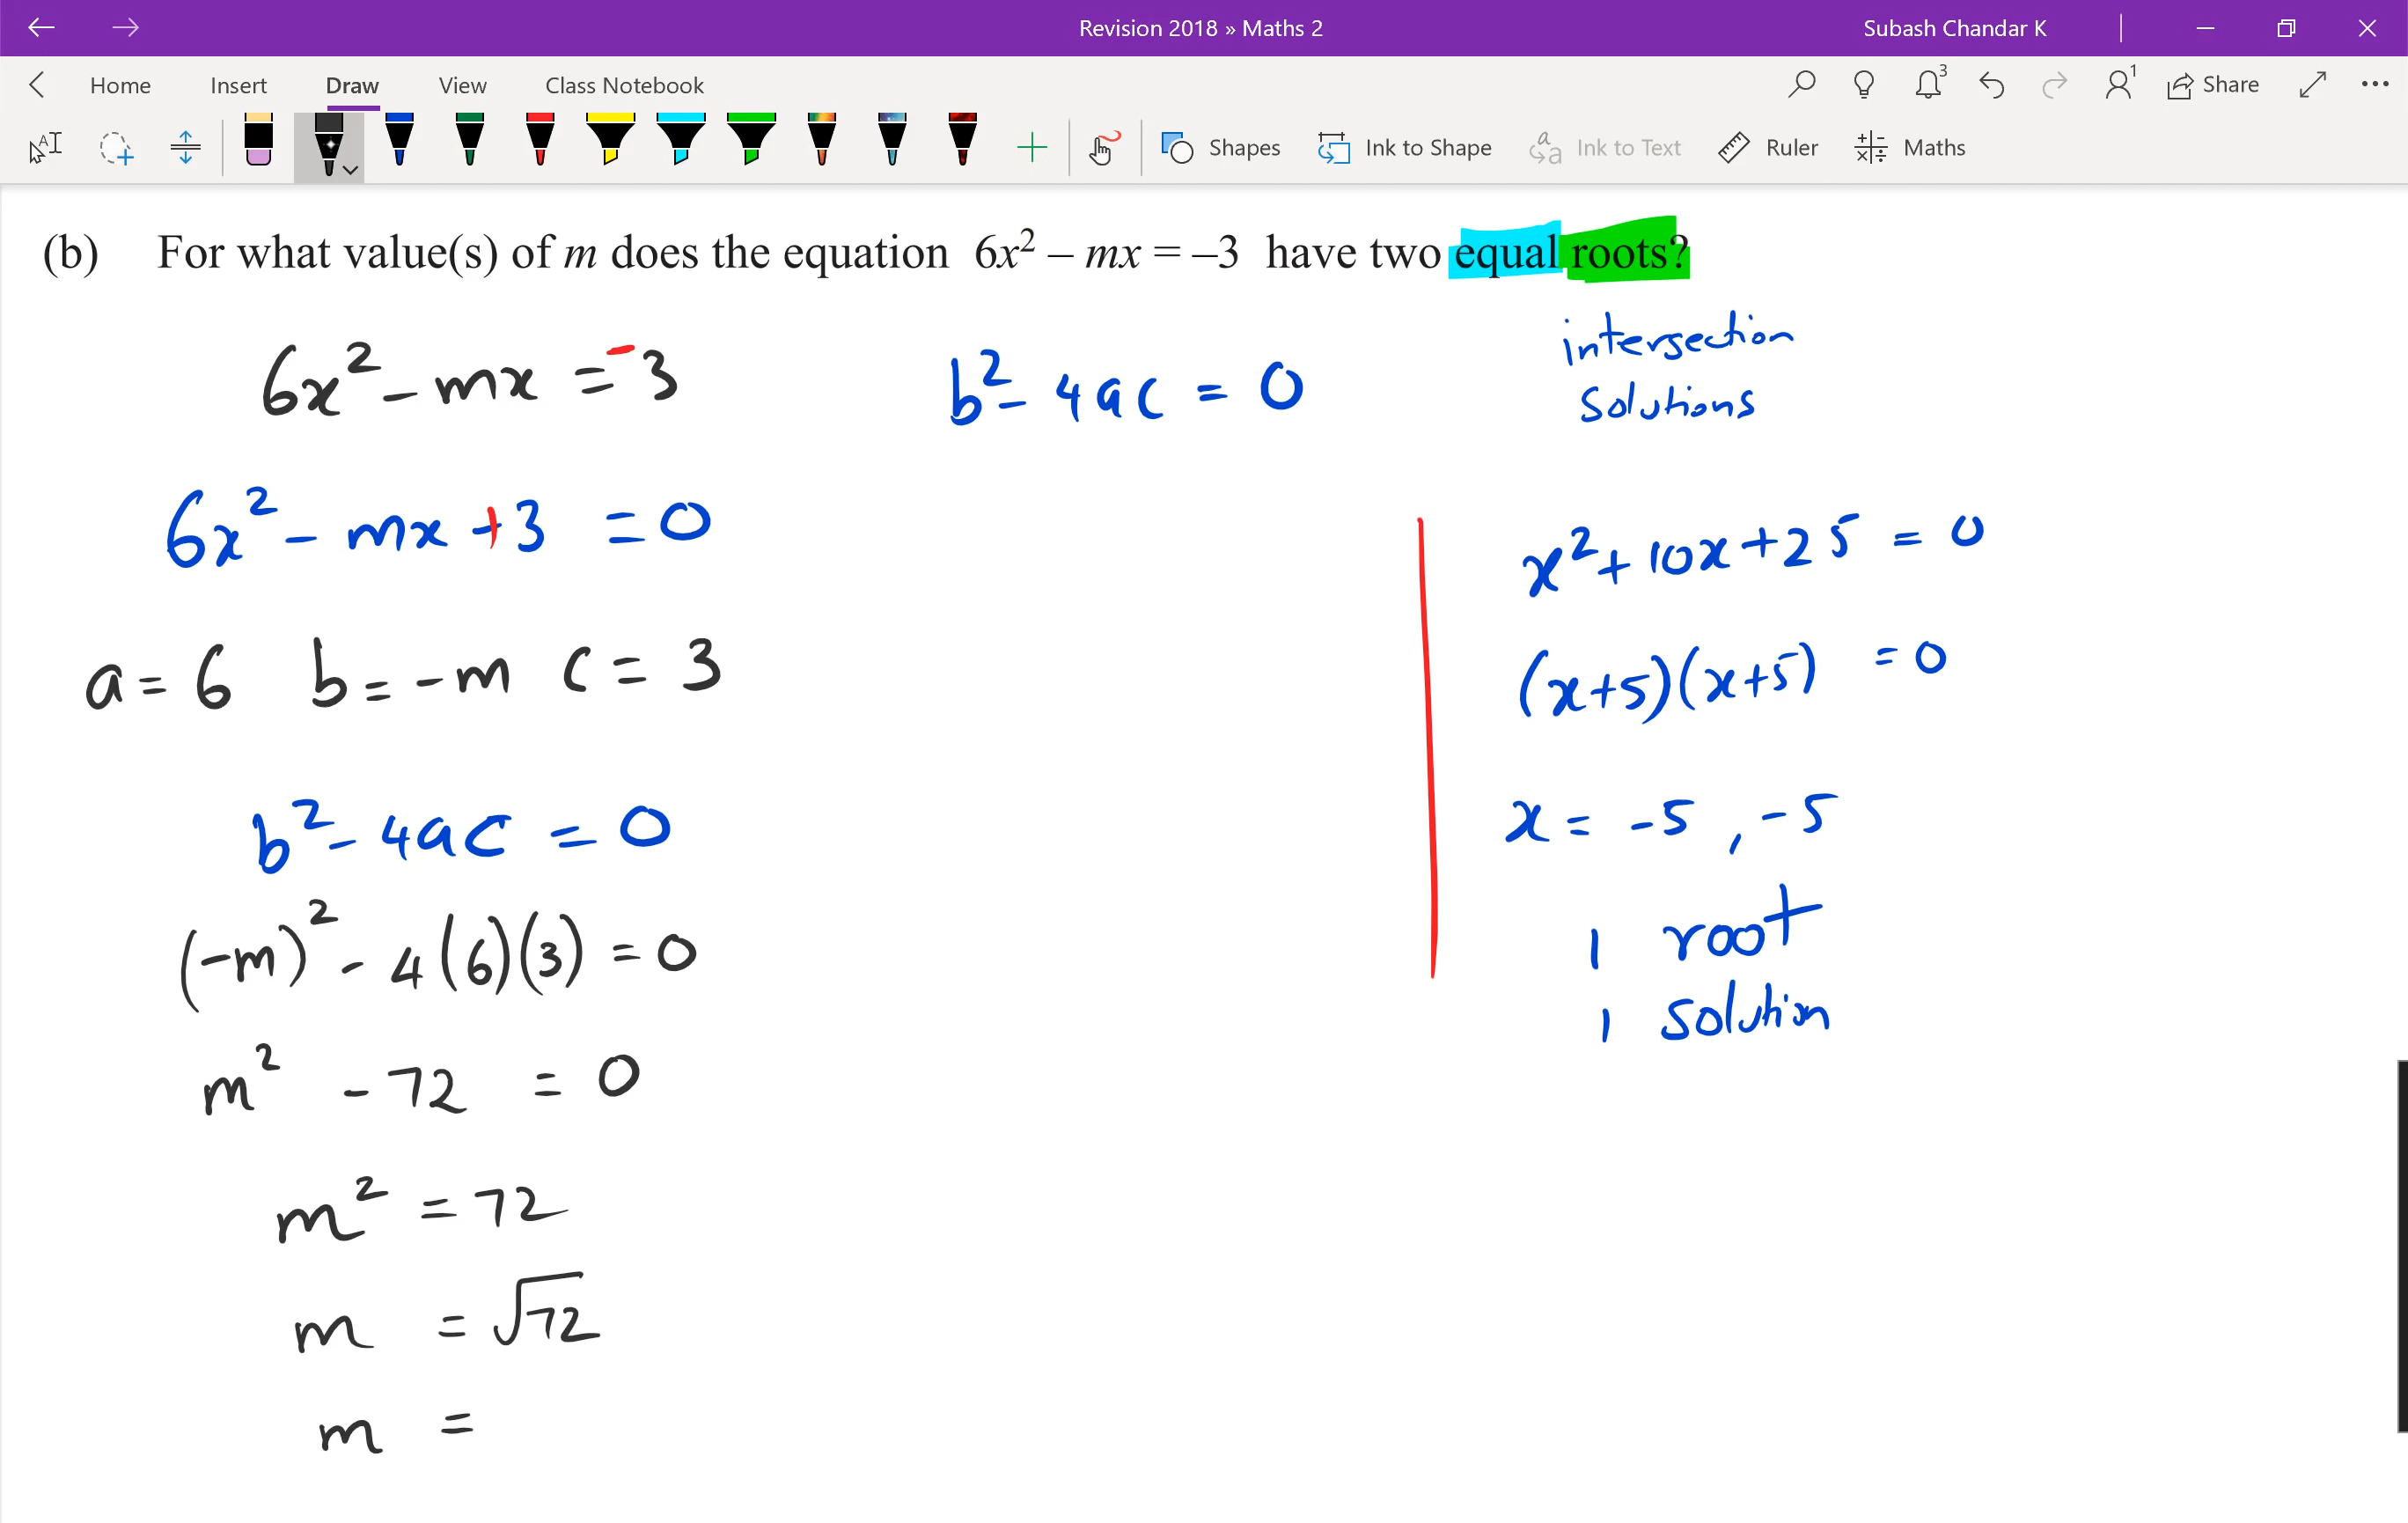 Revision 2018 » Maths 2
Subash Chandar K
Home Insert Draw View Class Notebook
3 1 Share
Shapes Ink to Shape Ink to Text Ruler Maths
(b) For what value(s) of m does the equation 6x² – mx = –3 have two equal roots?
6x² - mx = -3
b² - 4ac = 0
intersection
solutions
6x² - mx + 3 = 0
a = 6 b = -m c = 3
b² - 4ac = 0
(-m)² - 4(6)(3) = 0
m² - 72 = 0
m² = 72
m = √72
m =
x² + 10x + 25 = 0
(x+5)(x+5) = 0
x = -5 , -5
1 root
1 solution